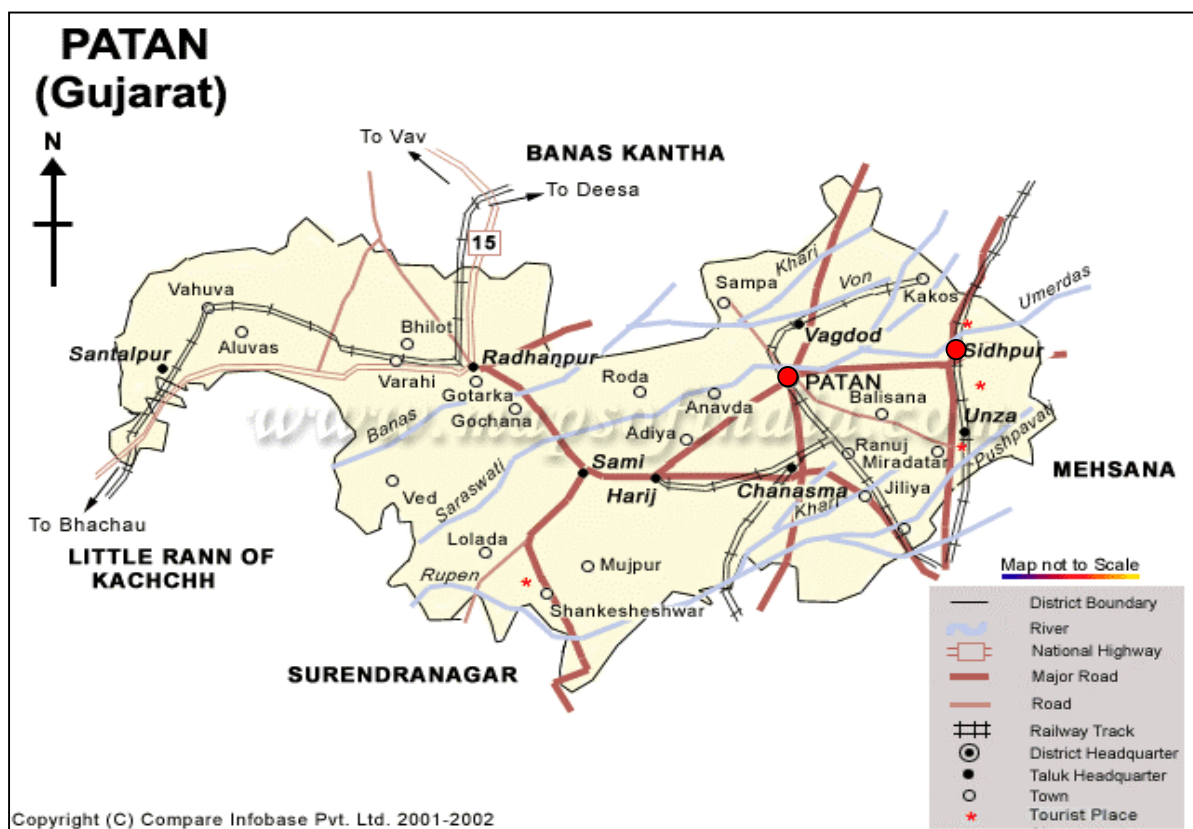 PATAN
(Gujarat)
N
To Vav
BANAS KANTHA
To Deesa
15
Vahuva
Aluvas
Santalpur
Bhilot
Varahi
Radhanpur
Gotarka
Gochana
Banas
Saraswati
Roda
Anavda
Adiya
Sampa
Khari
Von
Kakos
Umerdas
Vagdod
Sidhpur
PATAN
Balisana
Unza
Pushpavati
Ranuj
Miradatar
www.mapsofindia.com
MEHSANA
Sami
Harij
Chanasma
Jiliya
Khari
Ved
Lolada
Mujpur
Rupen
Shankesheshwar
To Bhachau
LITTLE RANN OF
KACHCHH
SURENDRANAGAR
Map not to Scale
District Boundary
River
National Highway
Major Road
Road
Railway Track
District Headquarter
Taluk Headquarter
Town
Tourist Place
Copyright (C) Compare Infobase Pvt. Ltd. 2001-2002